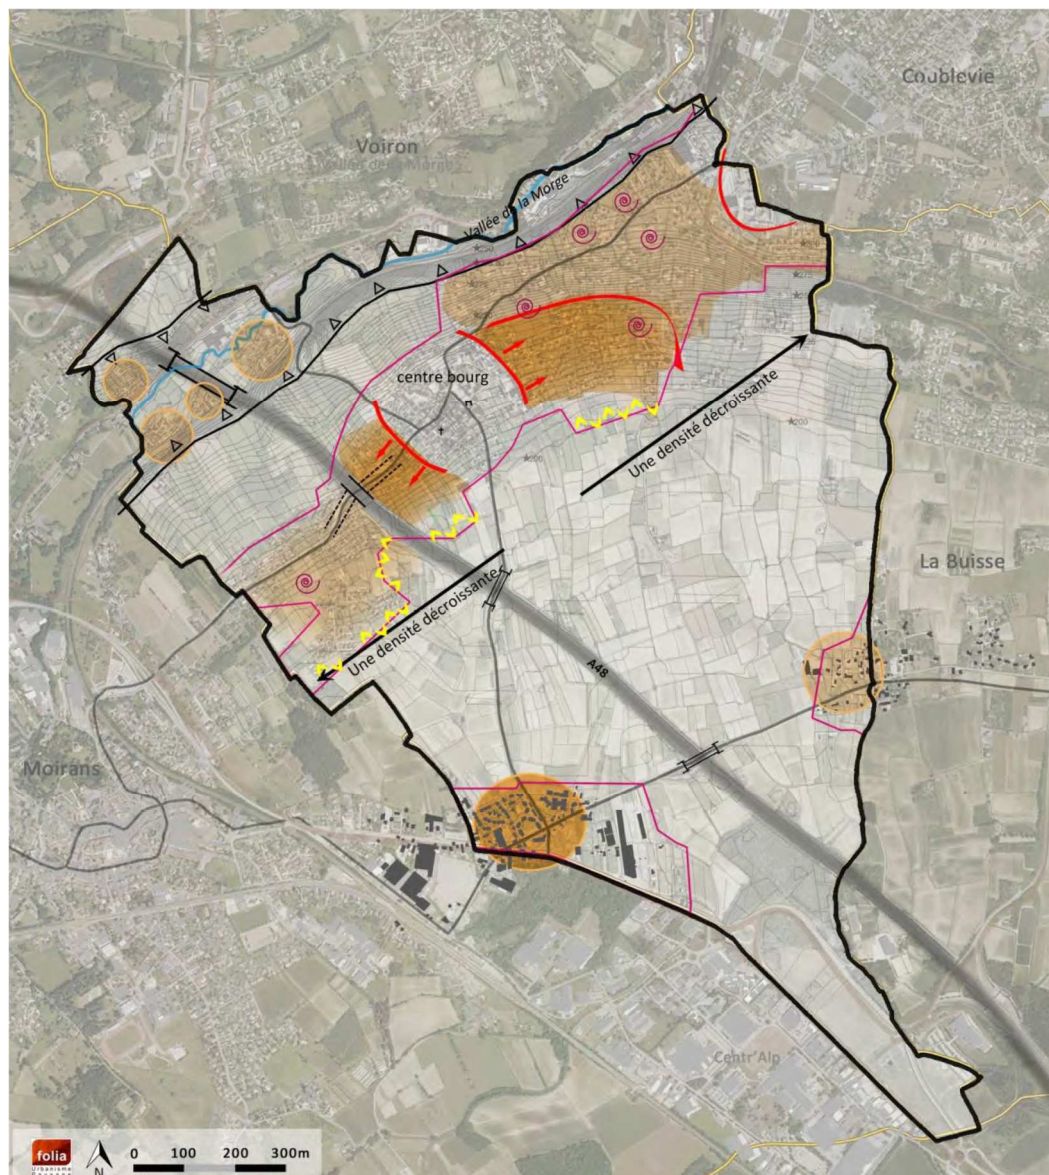 Coublevie
Voiron
Vallée de la Morge
centre bourg
Une densité décroissante
La Buisse
Une densité décroissante
A48
Moirans
Centr'Alp
folia
Urbanisme
N
0 100 200 300m